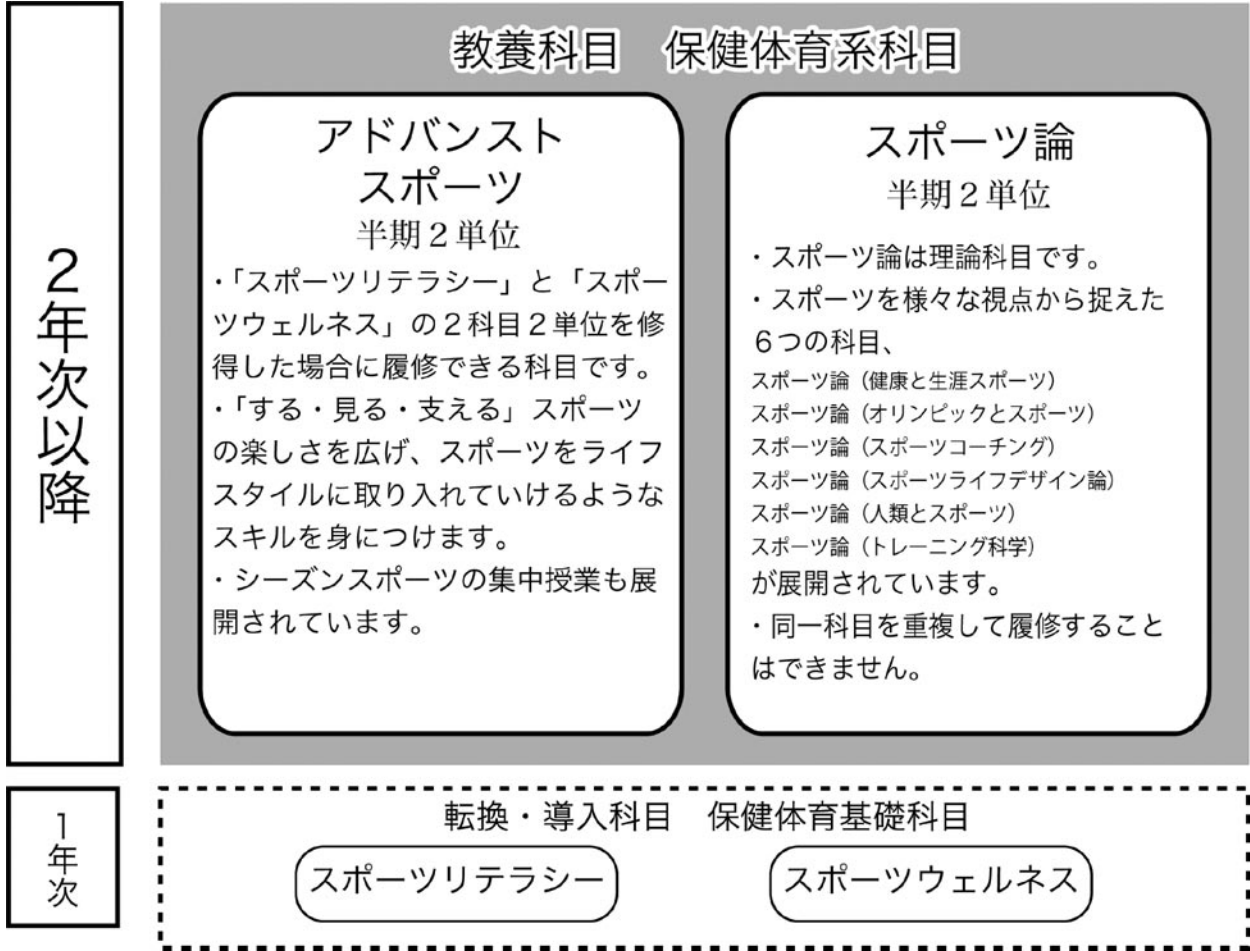 教養科目　保健体育系科目
２年次以降
アドバンスト
スポーツ
半期２単位
・「スポーツリテラシー」と「スポー
ツウェルネス」の２科目２単位を修
得した場合に履修できる科目です。
・「する・見る・支える」スポーツ
の楽しさを広げ、スポーツをライフ
スタイルに取り入れていけるような
スキルを身につけます。
・シーズンスポーツの集中授業も展
開されています。
スポーツ論
半期２単位
・スポーツ論は理論科目です。
・スポーツを様々な視点から捉えた
６つの科目、
スポーツ論（健康と生涯スポーツ）
スポーツ論（オリンピックとスポーツ）
スポーツ論（スポーツコーチング）
スポーツ論（スポーツライフデザイン論）
スポーツ論（人類とスポーツ）
スポーツ論（トレーニング科学）
が展開されています。
・同一科目を重複して履修すること
はできません。
１年次
転換・導入科目　保健体育基礎科目
スポーツリテラシー
スポーツウェルネス